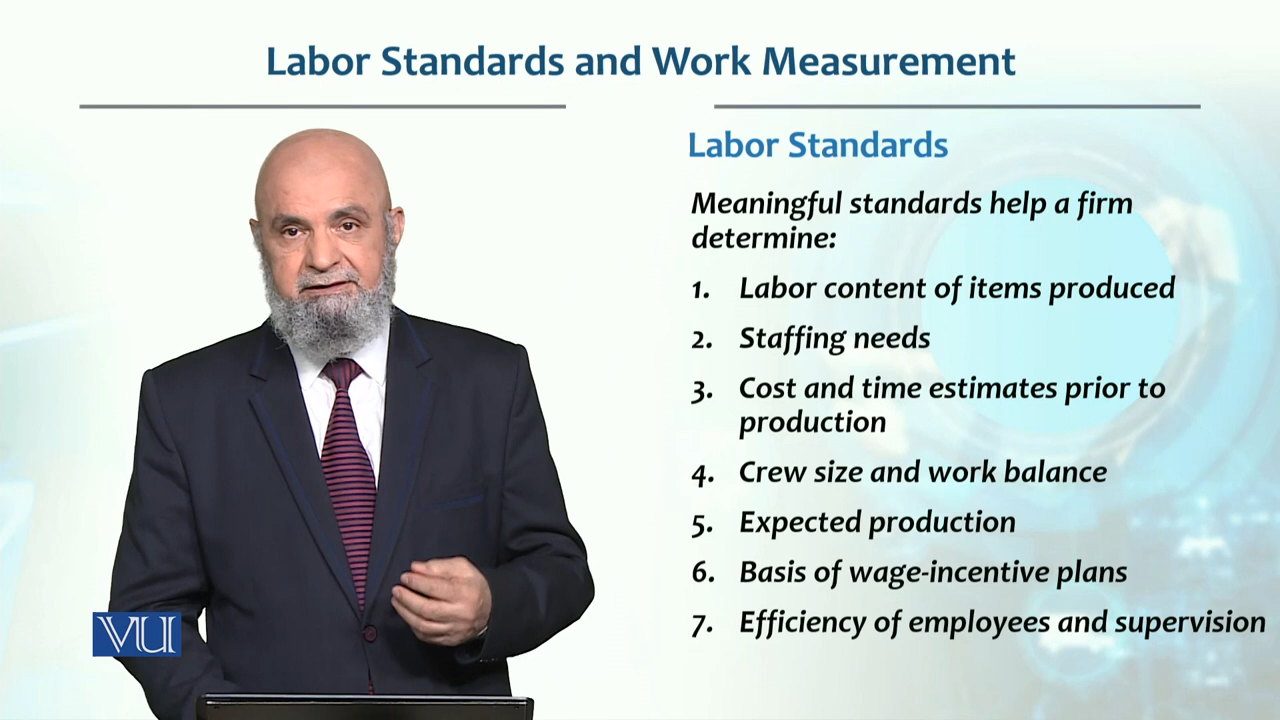 Labor Standards and Work Measurement
Labor Standards
Meaningful standards help a firm
determine:
1. Labor content of items produced
2. Staffing needs
3. Cost and time estimates prior to
production
4. Crew size and work balance
5. Expected production
6. Basis of wage-incentive plans
7. Efficiency of employees and supervision
VU